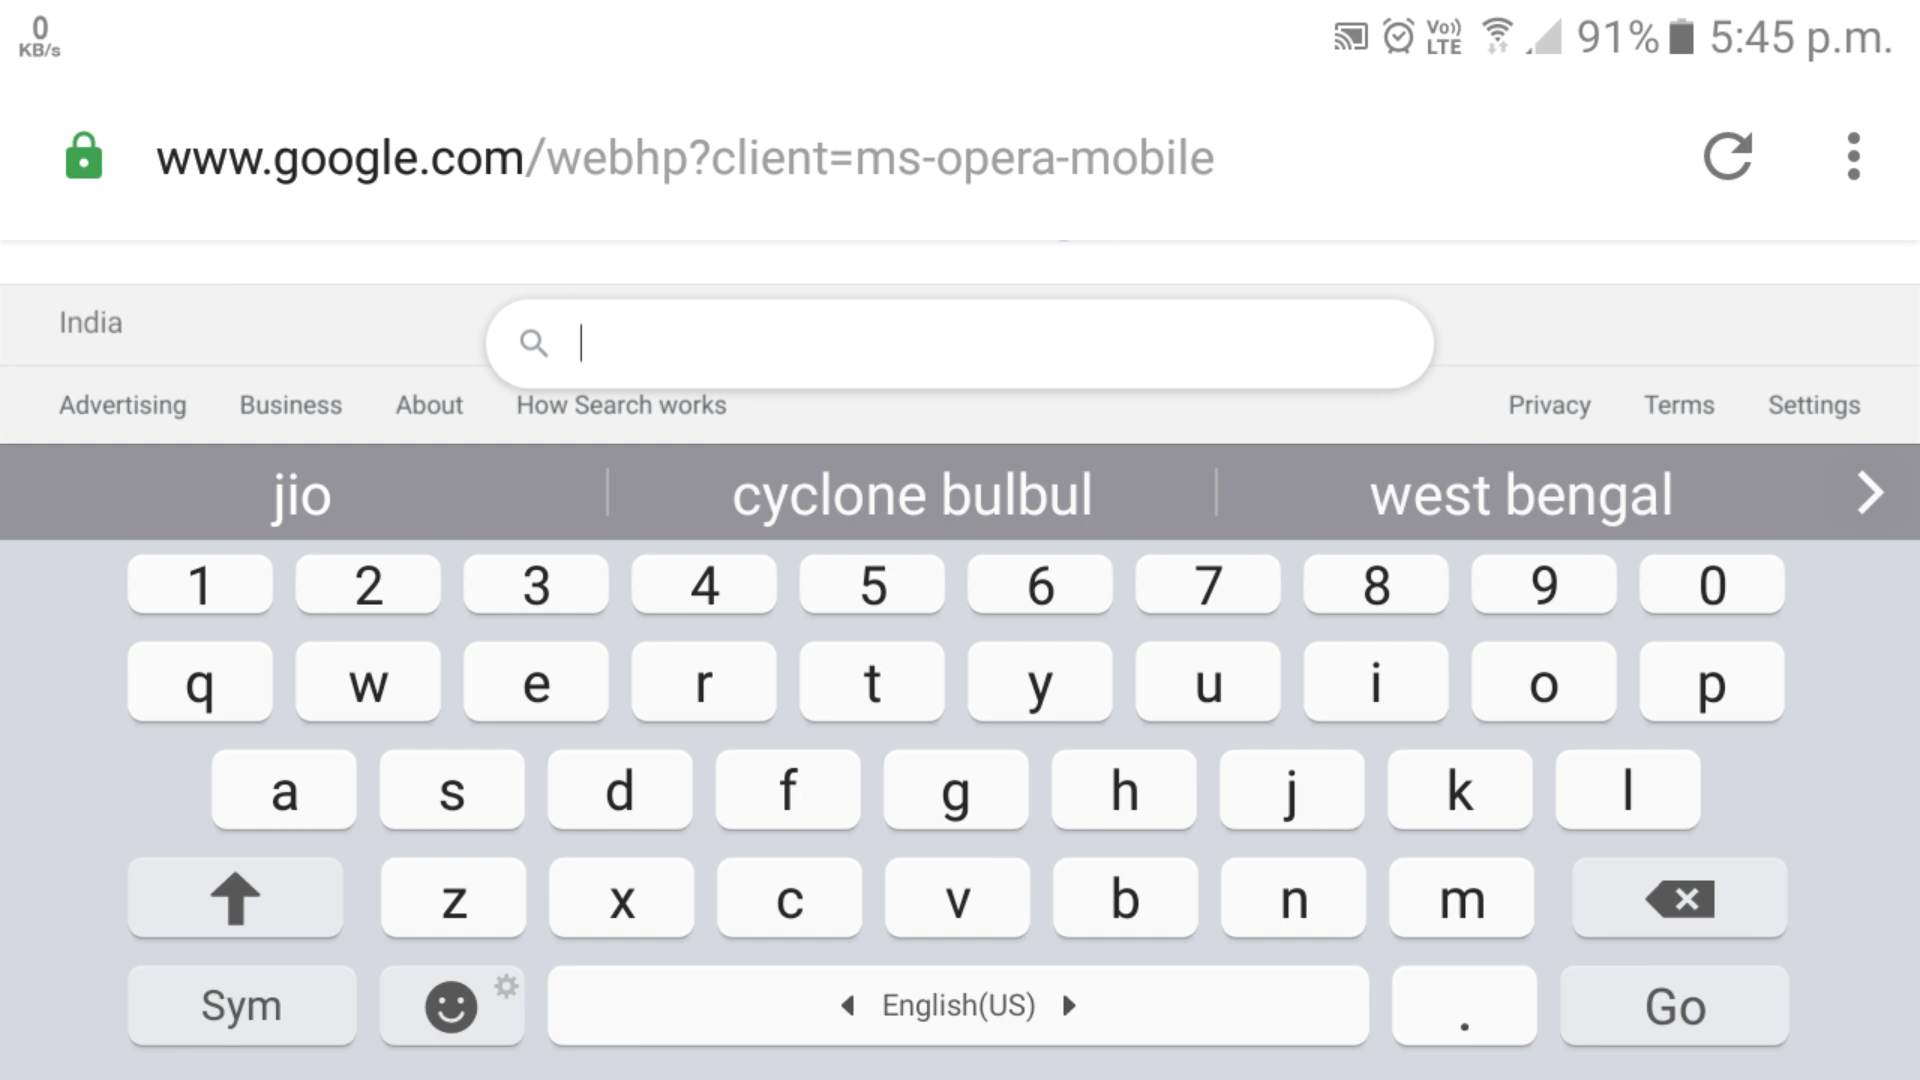 0
KB/s
Vo))
LTE
91% 5:45 p.m.
www.google.com/webhp?client=ms-opera-mobile
India
Advertising Business About How Search works Privacy Terms Settings
jio cyclone bulbul west bengal
1 2 3 4 5 6 7 8 9 0
q w e r t y u i o p
a s d f g h j k l
z x c v b n m
Sym English(US) . Go